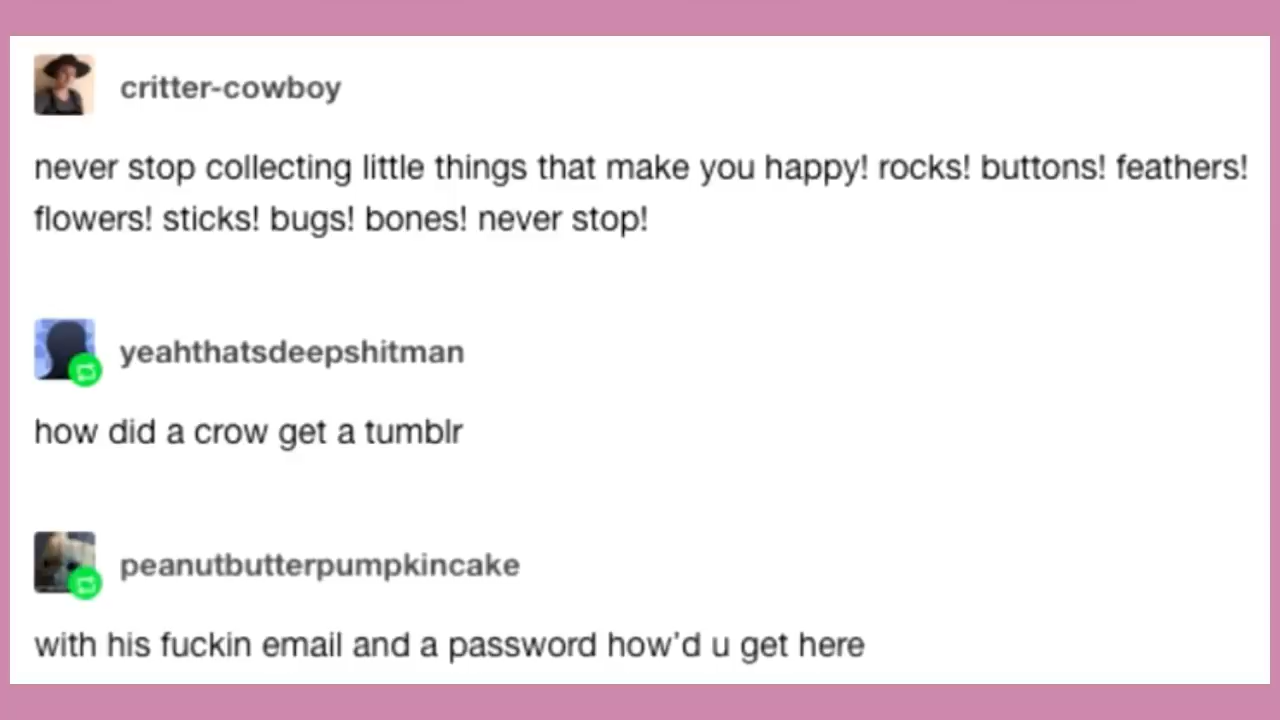 critter-cowboy
never stop collecting little things that make you happy! rocks! buttons! feathers!
flowers! sticks! bugs! bones! never stop!
yeahthatsdeepshitman
how did a crow get a tumblr
peanutbutterpumpkincake
with his fuckin email and a password how’d u get here